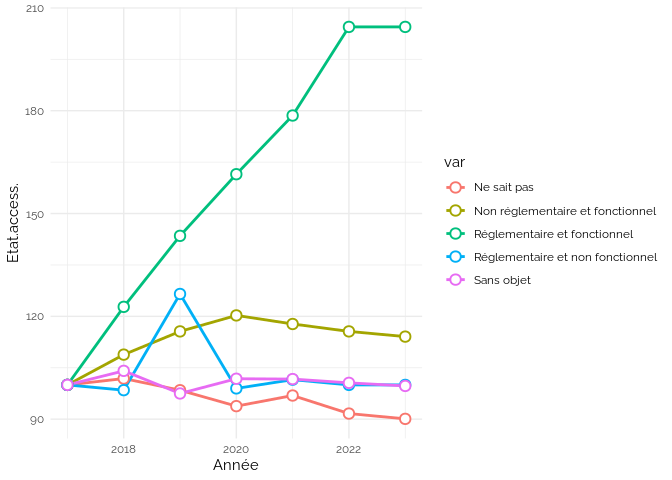 210
180
150
120
90
Etat.access.
2018
2020
2022
Année
var
Ne sait pas
Non réglementaire et fonctionnel
Réglementaire et fonctionnel
Réglementaire et non fonctionnel
Sans objet